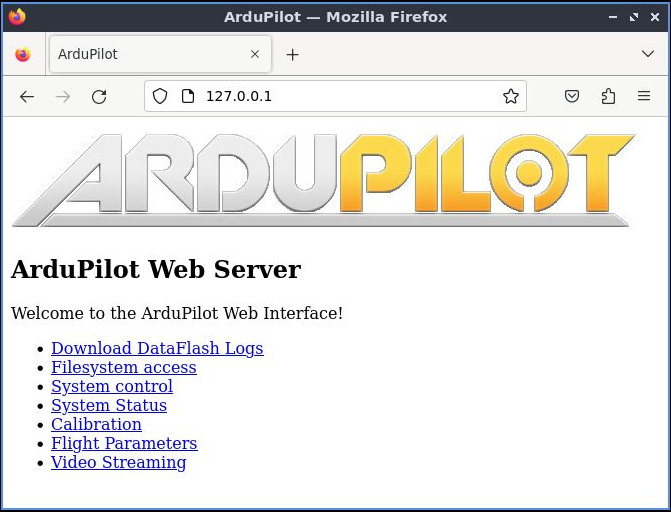 ArduPilot — Mozilla Firefox
ArduPilot
127.0.0.1
ARDUPILOT
ArduPilot Web Server
Welcome to the ArduPilot Web Interface!
Download DataFlash Logs
Filesystem access
System control
System Status
Calibration
Flight Parameters
Video Streaming